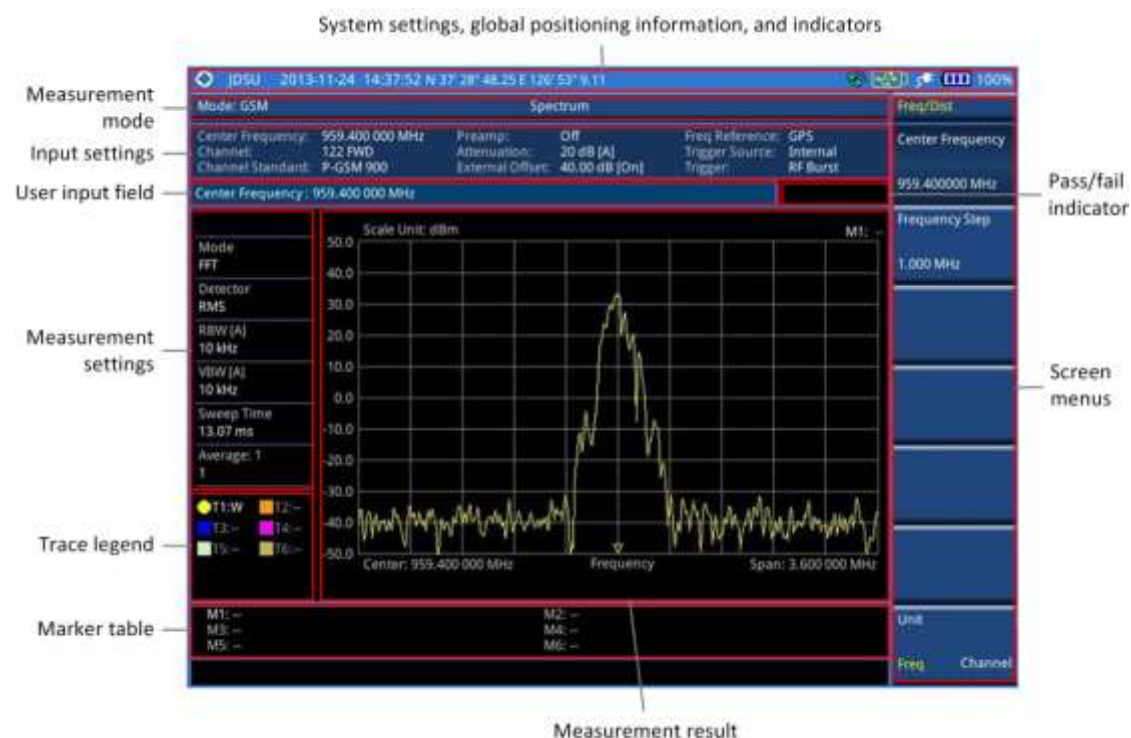 System settings, global positioning information, and indicators
JDSU 2013-11-24 14:37:52 N 37° 28" 48.25 E 126° 53" 9.11 100%
Measurement mode
Mode: GSM Spectrum
Freq/Dist
Input settings
Center Frequency: 959.400 000 MHz Preamp: Off Freq Reference: GPS
Channel: 122 FWD Attenuation: 20 dB [A] Trigger Source: Internal
Channel Standard: P-GSM 900 External Offset: 40.00 dB [On] Trigger: RF Burst
Center Frequency
959.400000 MHz
User input field
Center Frequency: 959.400 000 MHz
Pass/fail indicator
Frequency Step
1.000 MHz
Scale Unit: dBm M1: --
50.0
40.0
30.0
20.0
10.0
0.0
-10.0
-20.0
-30.0
-40.0
-50.0
Measurement settings
Mode
FFT
Detector
RMS
RBW [A]
10 kHz
VBW [A]
10 kHz
Sweep Time
13.07 ms
Average: 1
1
Screen menus
Trace legend
T1:W T2:--
T3:-- T4:--
T5:-- T6:--
Center: 959.400 000 MHz Frequency Span: 3.600 000 MHz
Marker table
M1: -- M2: --
M3: -- M4: --
M5: -- M6: --
Unit
Freq Channel
Measurement result